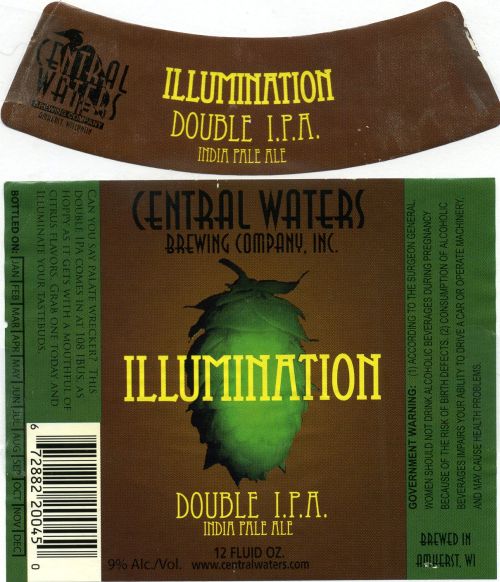 CENTRAL
WATERS
BREWING COMPANY
AMHERST, WISCONSIN
ILLUMINATION
DOUBLE I.P.A.
INDIA PALE ALE
CENTRAL WATERS
BREWING COMPANY, INC.
ILLUMINATION
DOUBLE I.P.A.
INDIA PALE ALE
12 FLUID OZ.
9% Alc./Vol. www.centralwaters.com
Can you say palate wrecker? This
double IPA comes in at 108 IBUs, as
hoppy as it gets with a mouthful of
citrus flavors. Grab one today and
illuminate your tastebuds.
BOTTLED ON: JAN FEB MAR APR MAY JUN JUL AUG SEP OCT NOV DEC
6 72882 20045 0
GOVERNMENT WARNING: (1) ACCORDING TO THE SURGEON GENERAL,
WOMEN SHOULD NOT DRINK ALCOHOLIC BEVERAGES DURING PREGNANCY
BECAUSE OF THE RISK OF BIRTH DEFECTS. (2) CONSUMPTION OF ALCOHOLIC
BEVERAGES IMPAIRS YOUR ABILITY TO DRIVE A CAR OR OPERATE MACHINERY,
AND MAY CAUSE HEALTH PROBLEMS.
BREWED IN
AMHERST, WI